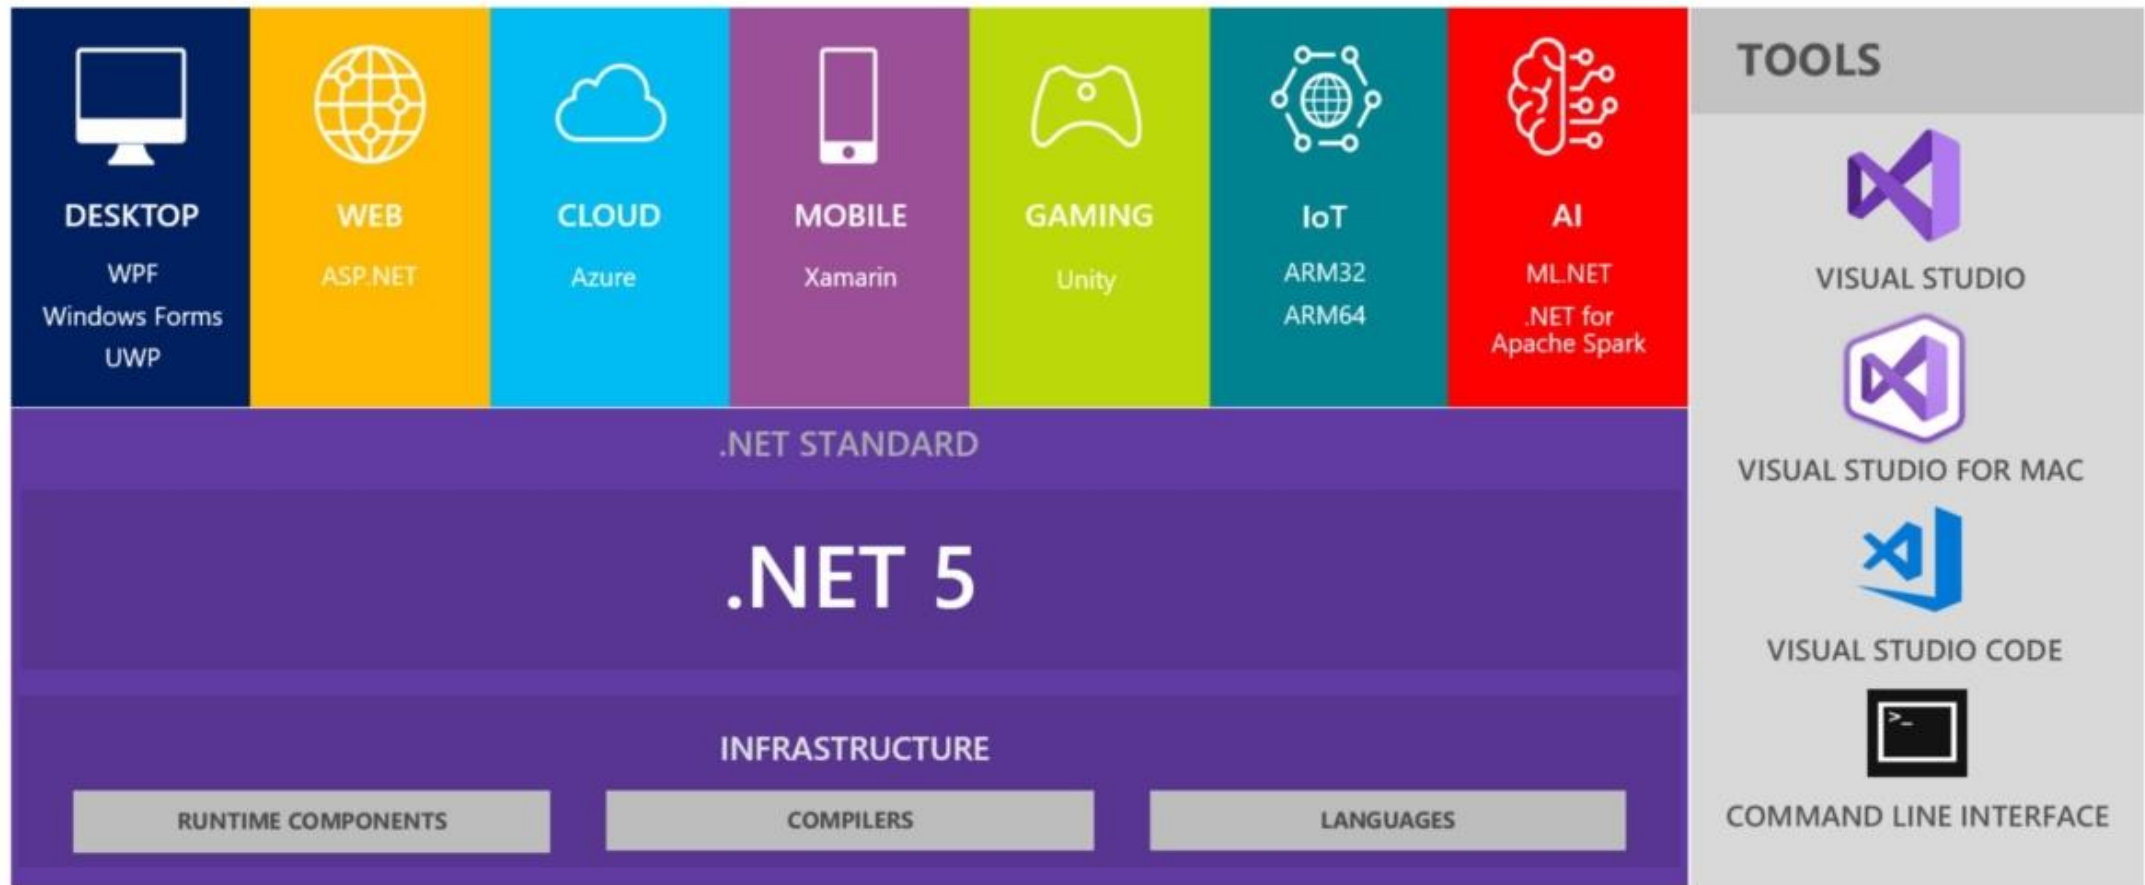 DESKTOP
WPF
Windows Forms
UWP
WEB
ASP.NET
CLOUD
Azure
MOBILE
Xamarin
GAMING
Unity
IoT
ARM32
ARM64
AI
ML.NET
.NET for
Apache Spark
.NET STANDARD
.NET 5
INFRASTRUCTURE
RUNTIME COMPONENTS
COMPILERS
LANGUAGES
TOOLS
VISUAL STUDIO
VISUAL STUDIO FOR MAC
VISUAL STUDIO CODE
>_
COMMAND LINE INTERFACE